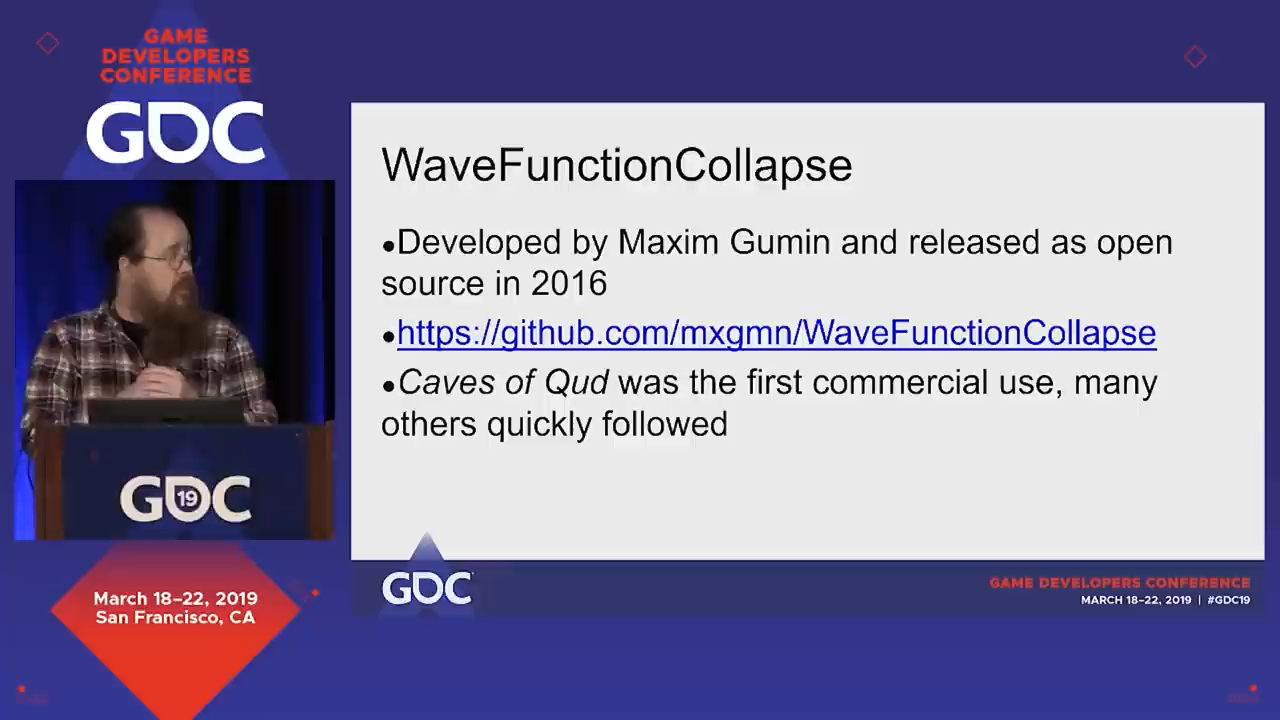 GAME
DEVELOPERS
CONFERENCE
GDC
WaveFunctionCollapse
●Developed by Maxim Gumin and released as open
source in 2016
●https://github.com/mxgmn/WaveFunctionCollapse
●Caves of Qud was the first commercial use, many
others quickly followed
GDC
19
March 18–22, 2019
San Francisco, CA
GDC
GAME DEVELOPERS CONFERENCE
MARCH 18–22, 2019 | #GDC19